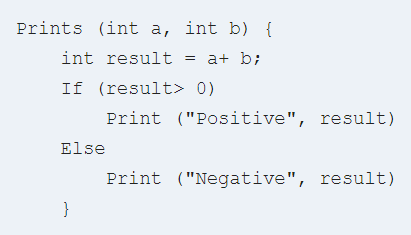 Prints (int a, int b) {
    int result = a+ b;
    If (result> 0)
        Print ("Positive", result)
    Else
        Print ("Negative", result)
    }